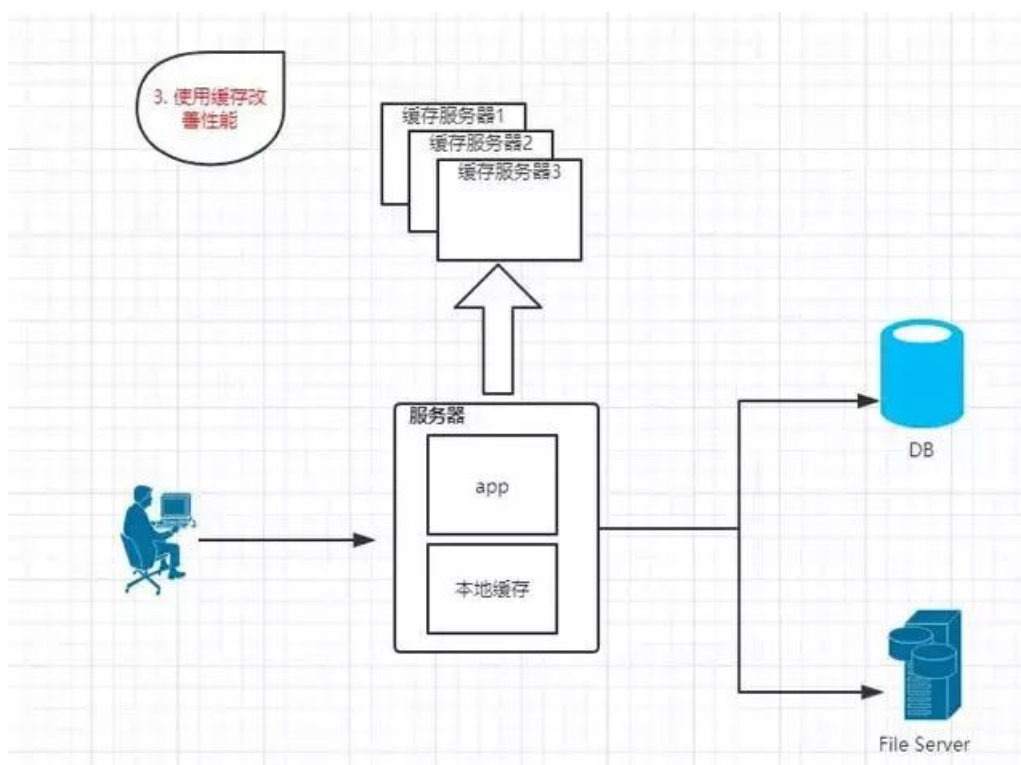 3. 使用缓存改
善性能
缓存服务器1
缓存服务器2
缓存服务器3
服务器
app
本地缓存
DB
File Server